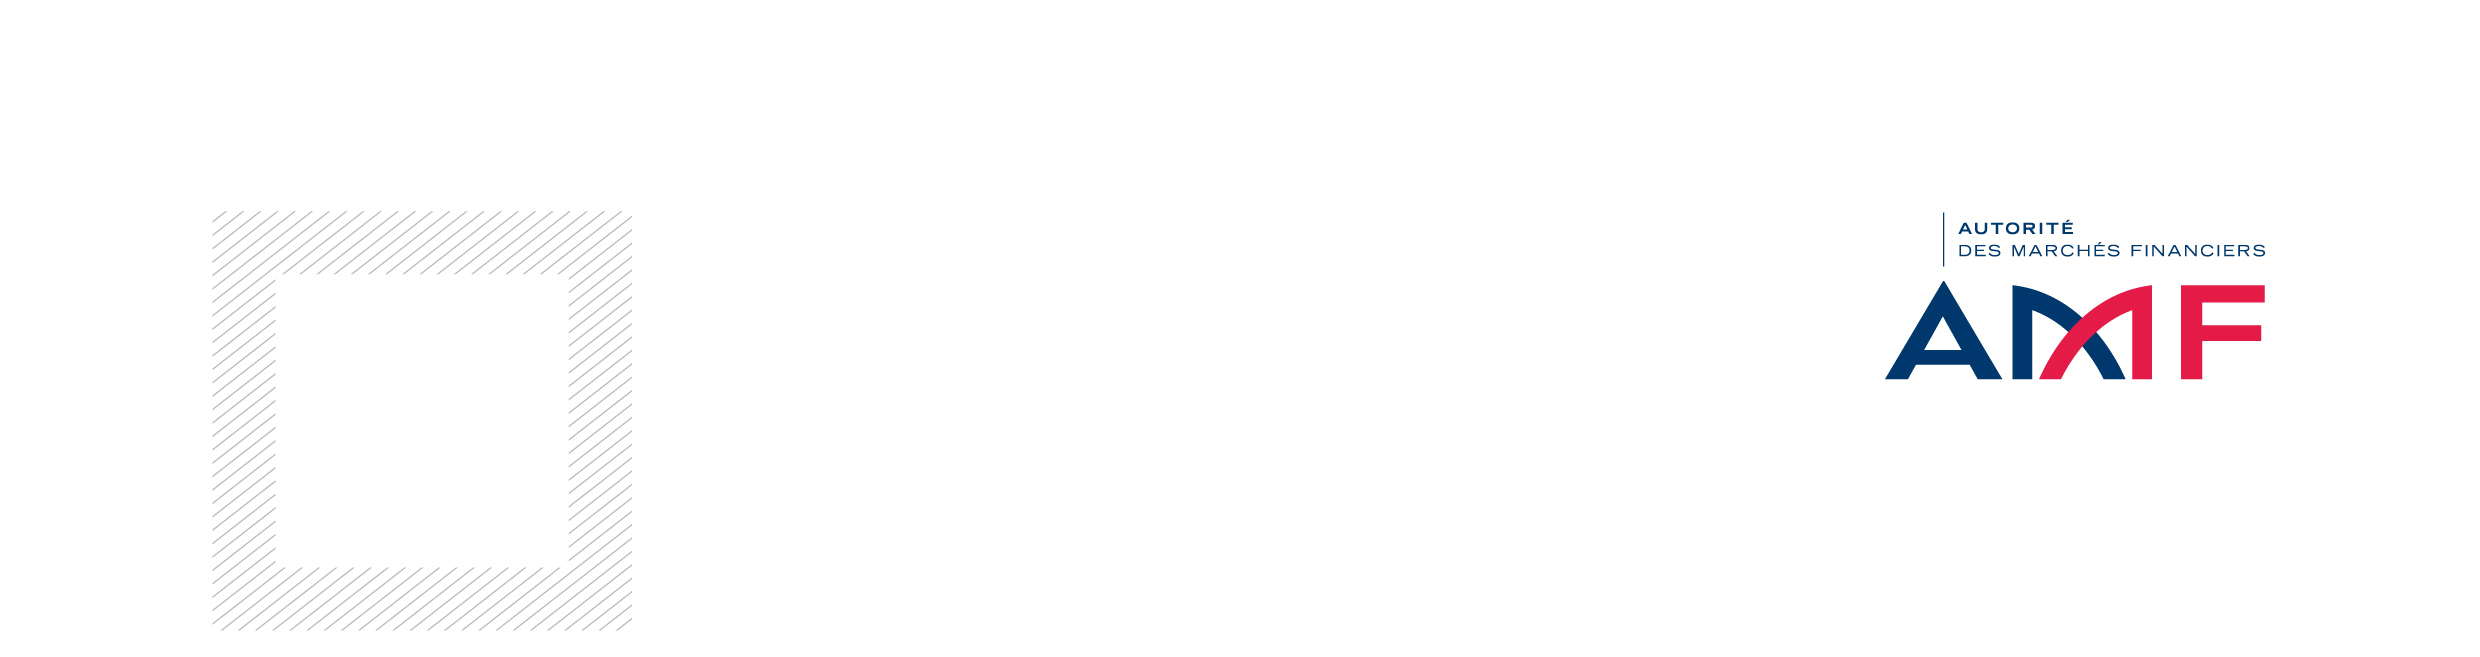 AUTORITÉ
DES MARCHÉS FINANCIERS
AMF